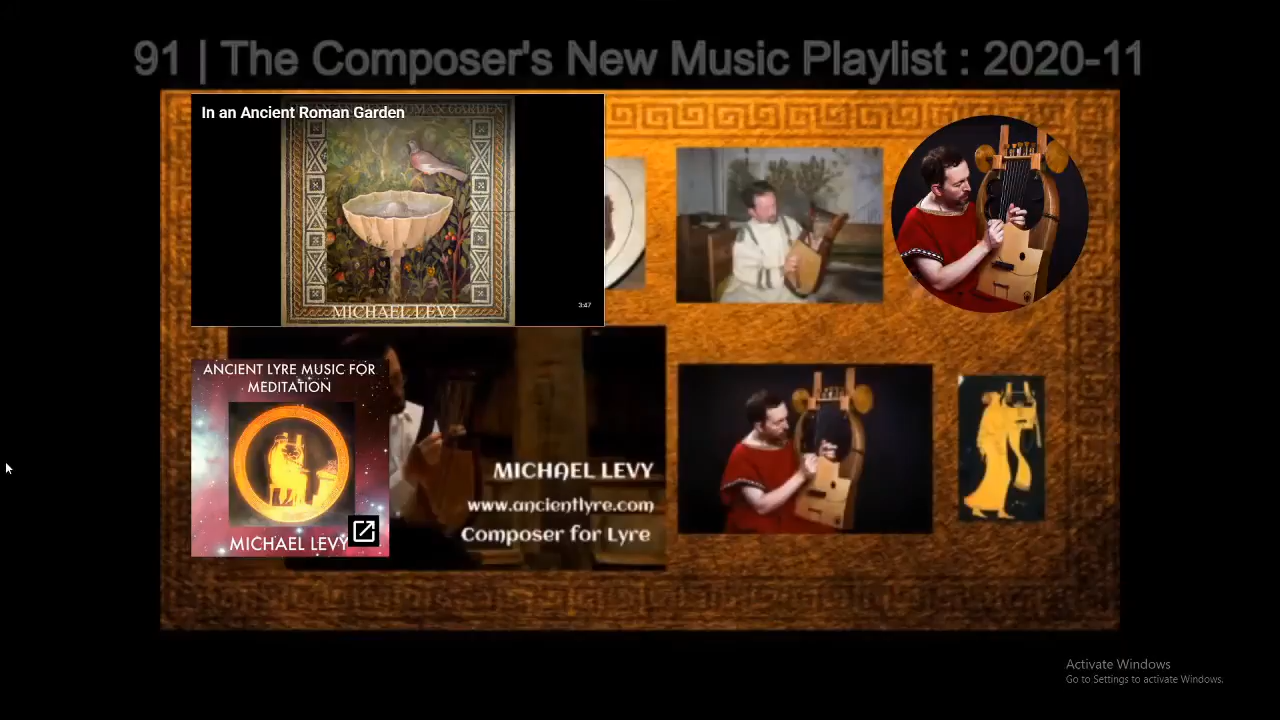 91 | The Composer's New Music Playlist : 2020-11
In an Ancient Roman Garden
MICHAEL LEVY
3:47
ANCIENT LYRE MUSIC FOR
MEDITATION
MICHAEL LEVY
MICHAEL LEVY
www.ancientlyre.com
Composer for Lyre
Activate Windows
Go to Settings to activate Windows.